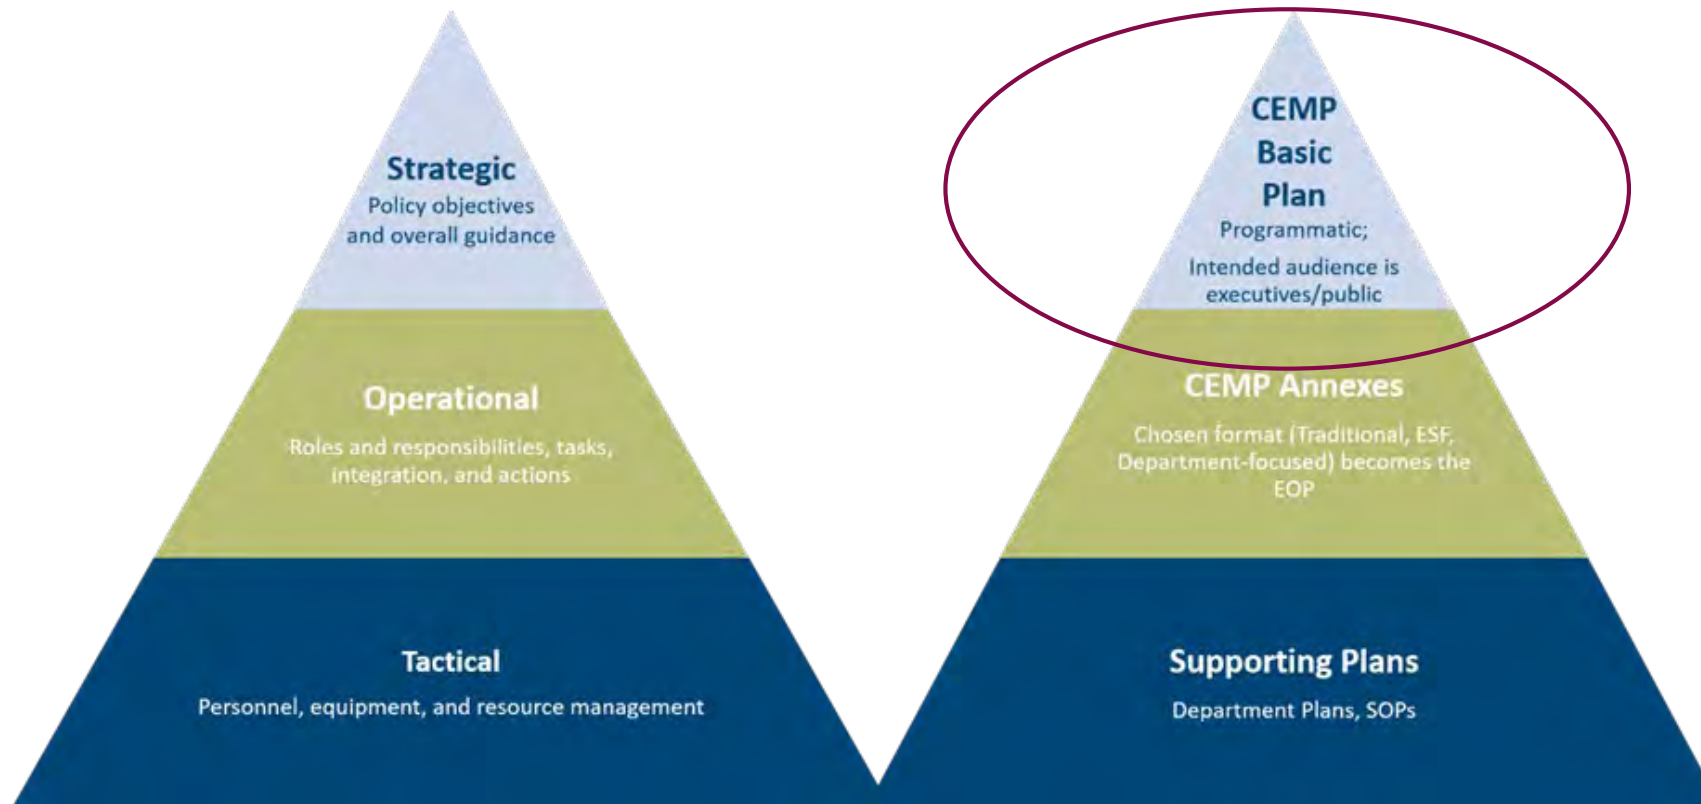 Strategic
Policy objectives
and overall guidance
Operational
Roles and responsibilities, tasks,
integration, and actions
Tactical
Personnel, equipment, and resource management
CEMP
Basic
Plan
Programmatic;
Intended audience is
executives/public
CEMP Annexes
Chosen format (Traditional, ESF,
Department-focused) becomes the
EOP
Supporting Plans
Department Plans, SOPs